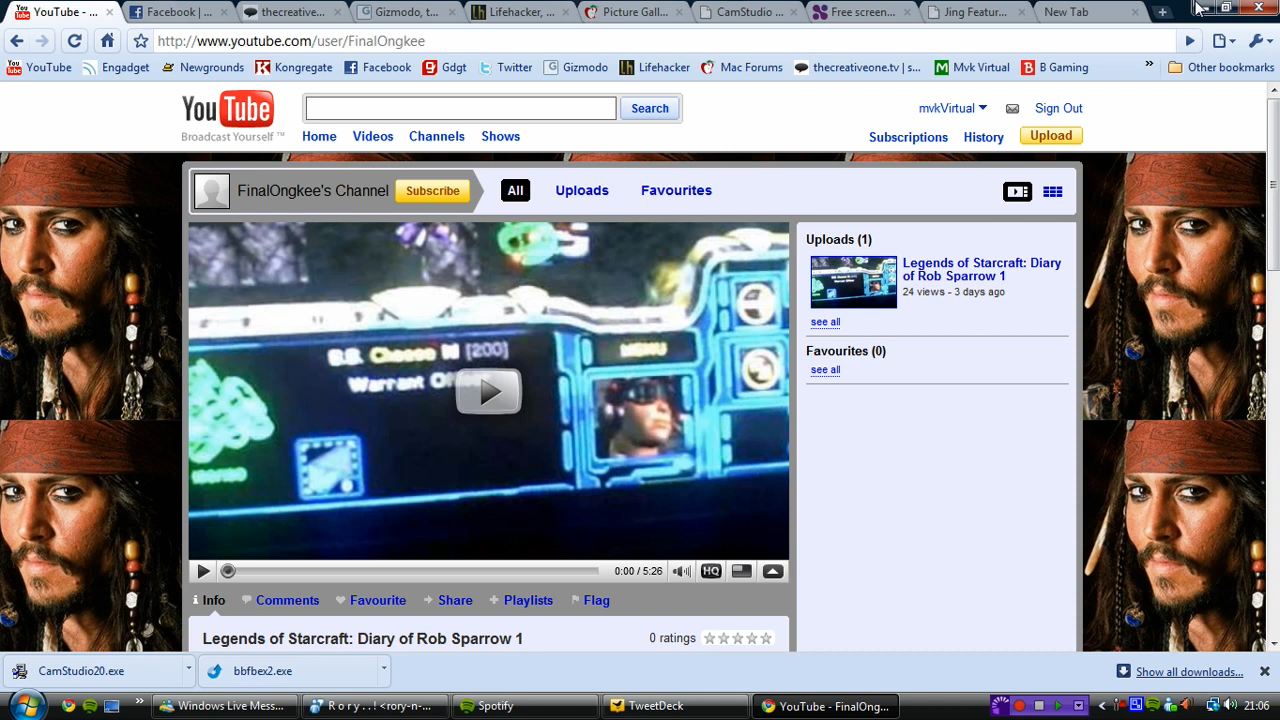 YouTube - ...
Facebook | ...
thecreative...
Gizmodo, t...
Lifehacker, ...
Picture Gall...
CamStudio ...
Free screen...
Jing Featur...
New Tab
http://www.youtube.com/user/FinalOngkee
YouTube Engadget Newgrounds Kongregate Facebook Gdgt Twitter Gizmodo Lifehacker Mac Forums thecreativeone.tv | s... Mvk Virtual B Gaming » Other bookmarks
YouTube
Broadcast Yourself ™
Search
mvkVirtual
Sign Out
Home Videos Channels Shows
Subscriptions History Upload
FinalOngkee's Channel Subscribe All Uploads Favourites
Uploads (1)
Legends of Starcraft: Diary
of Rob Sparrow 1
24 views - 3 days ago
see all
Favourites (0)
see all
[200]
MENU
Warrant
0:00 / 5:26 HQ
Info Comments Favourite Share Playlists Flag
Legends of Starcraft: Diary of Rob Sparrow 1
0 ratings
CamStudio20.exe
bbfbex2.exe
Show all downloads...
» Windows Live Mess...
R o r y . . ! <rory-n-...
Spotify
TweetDeck
YouTube - FinalOng...
21:06